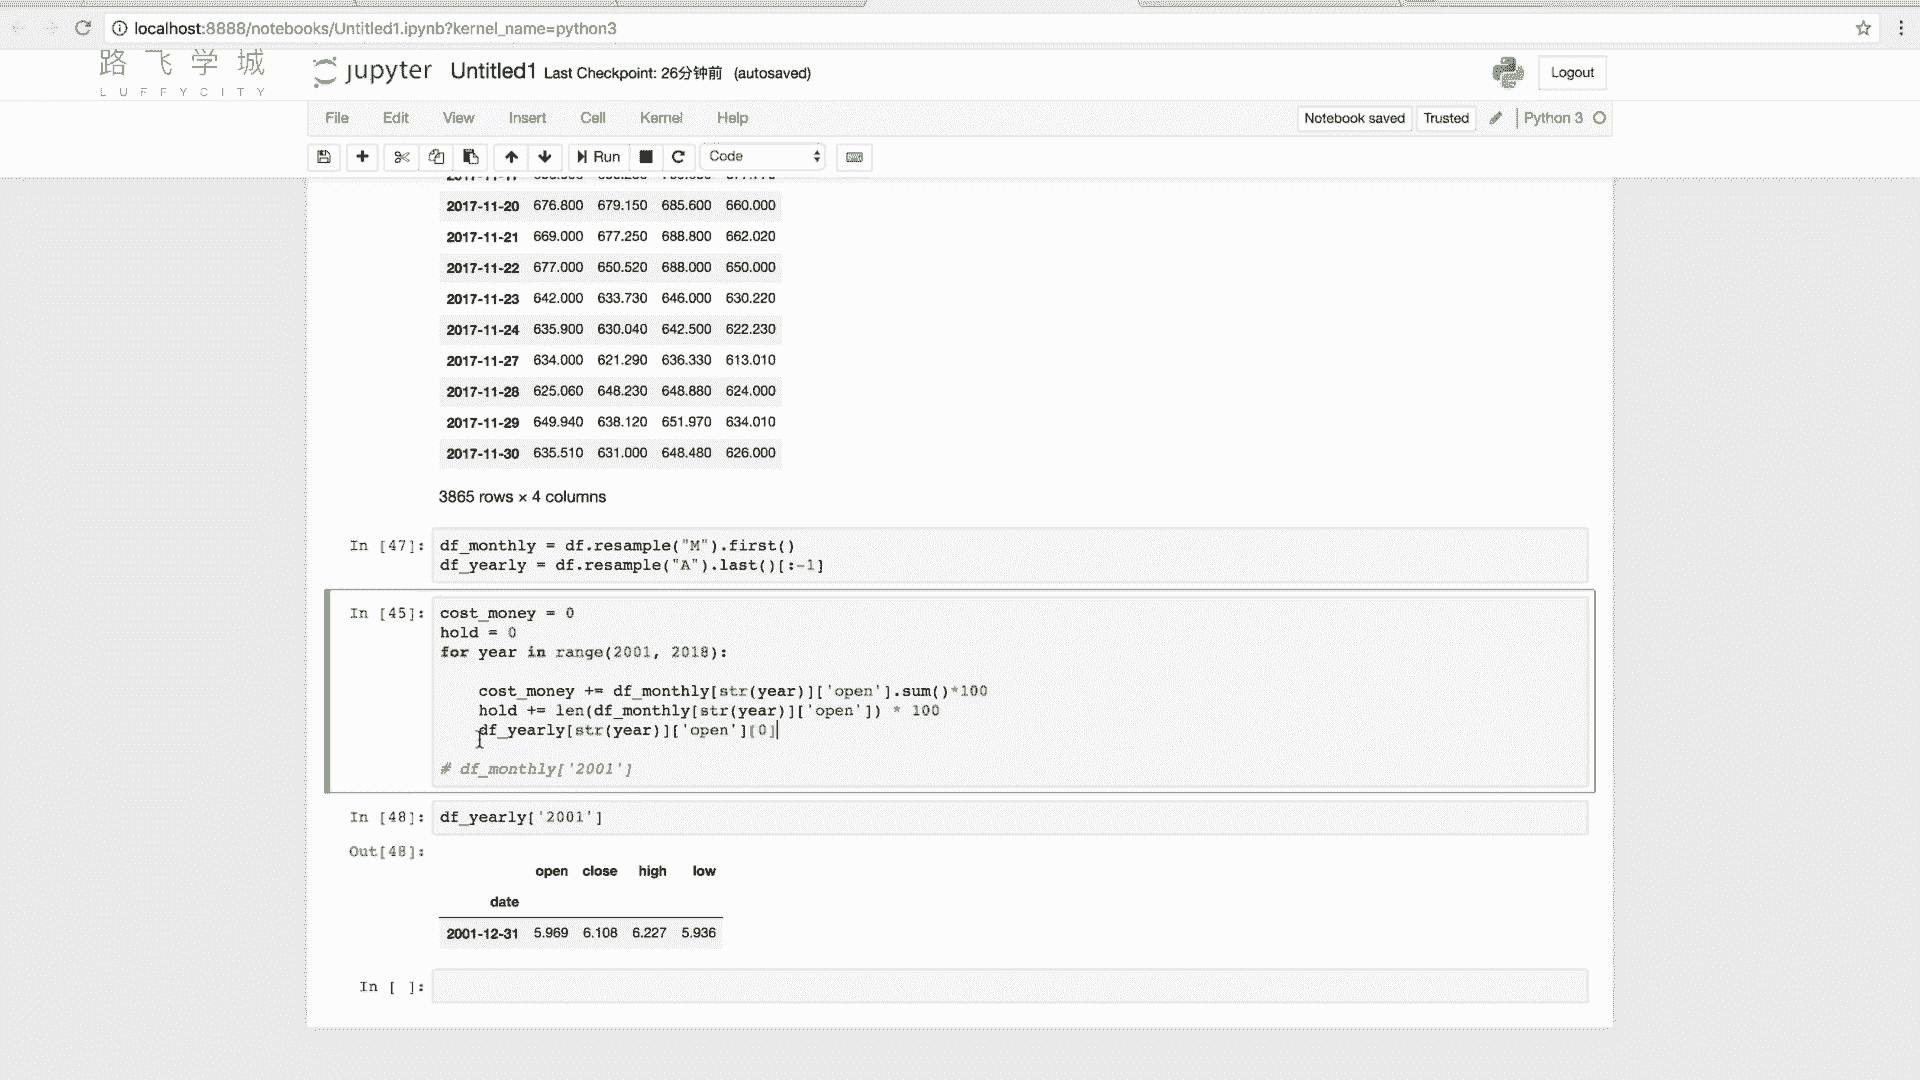 localhost:8888/notebooks/Untitled1.ipynb?kernel_name=python3
路飞学城
LUFFYCITY
jupyter Untitled1 Last Checkpoint: 26分钟前 (autosaved)
Logout
File Edit View Insert Cell Kernel Help
Notebook saved Trusted Python 3
Run Code
2017-11-20 676.800 679.150 685.600 660.000
2017-11-21 669.000 677.250 688.800 662.020
2017-11-22 677.000 650.520 688.000 650.000
2017-11-23 642.000 633.730 646.000 630.220
2017-11-24 635.900 630.040 642.500 622.230
2017-11-27 634.000 621.290 636.330 613.010
2017-11-28 625.060 648.230 648.880 624.000
2017-11-29 649.940 638.120 651.970 634.010
2017-11-30 635.510 631.000 648.480 626.000
3865 rows × 4 columns
In [47]: df_monthly = df.resample("M").first()
df_yearly = df.resample("A").last()[:-1]
In [45]: cost_money = 0
hold = 0
for year in range(2001, 2018):
cost_money += df_monthly[str(year)]['open'].sum()*100
hold += len(df_monthly[str(year)]['open']) * 100
df_yearly[str(year)]['open'][0]
# df_monthly['2001']
In [48]: df_yearly['2001']
Out[48]:
open close high low
date
2001-12-31 5.969 6.108 6.227 5.936
In [ ]: